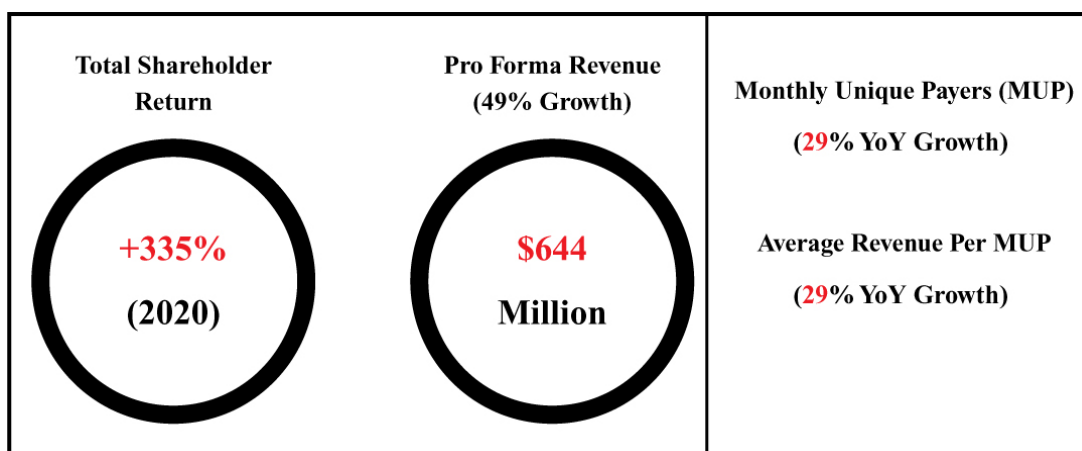 Total Shareholder
Return
+335%
(2020)
Pro Forma Revenue
(49% Growth)
$644
Million
Monthly Unique Payers (MUP)
(29% YoY Growth)
Average Revenue Per MUP
(29% YoY Growth)